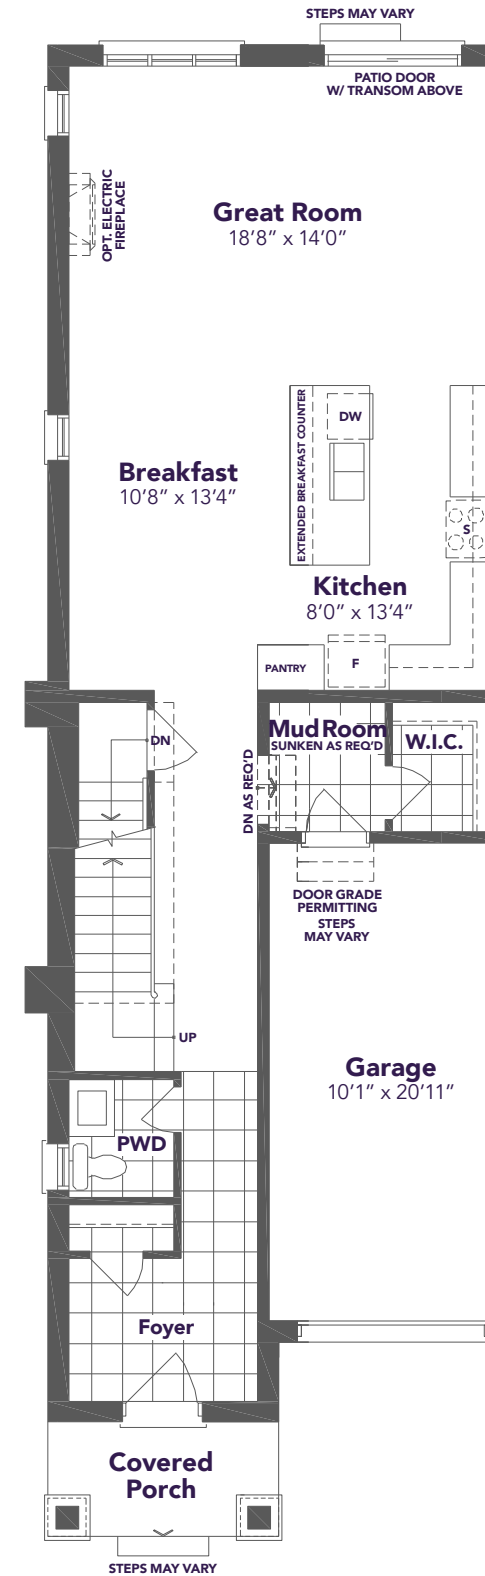 STEPS MAY VARY
PATIO DOOR
W/ TRANSOM ABOVE
OPT. ELECTRIC
FIREPLACE
Great Room
18'8" x 14'0"
EXTENDED BREAKFAST COUNTER
DW
Breakfast
10'8" x 13'4"
S
Kitchen
8'0" x 13'4"
PANTRY
F
DN
Mud Room
SUNKEN AS REQ'D
W.I.C.
DN AS REQ'D
DOOR GRADE
PERMITTING
STEPS
MAY VARY
UP
Garage
10'1" x 20'11"
PWD
Foyer
Covered
Porch
STEPS MAY VARY